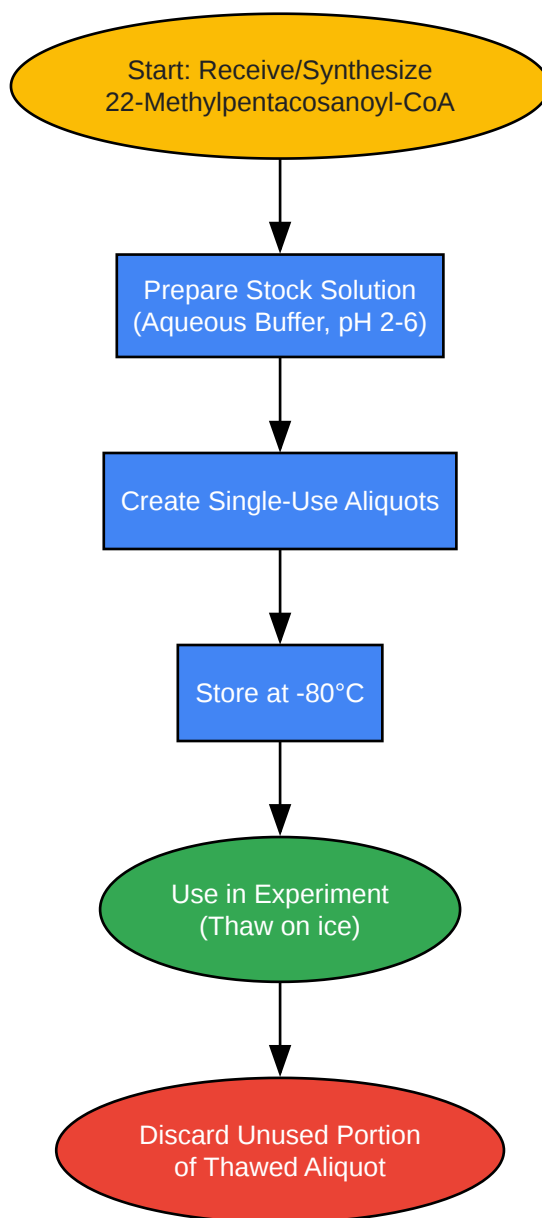 Start: Receive/Synthesize
22-Methylpentacosanoyl-CoA
Prepare Stock Solution
(Aqueous Buffer, pH 2-6)
Create Single-Use Aliquots
Store at -80°C
Use in Experiment
(Thaw on ice)
Discard Unused Portion
of Thawed Aliquot